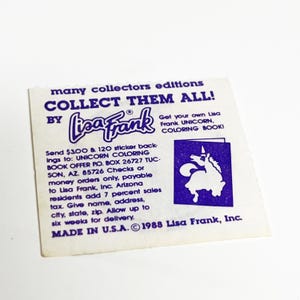 many collectors editions
COLLECT THEM ALL!
BY Lisa Frank®
Get your own Lisa
Frank UNICORN,
COLORING BOOK!
Send $3.00 & 120 sticker back-
ings to: UNICORN COLORING
BOOK OFFER P.O. BOX 26727 TUC-
SON, AZ. 85726 Checks or
money orders only, payable
to Lisa Frank, Inc. Arizona
residents add 7 percent sales
tax. Give name, address,
city, state, zip. Allow up to
six weeks for delivery.
MADE IN U.S.A. © 1988 Lisa Frank, Inc.